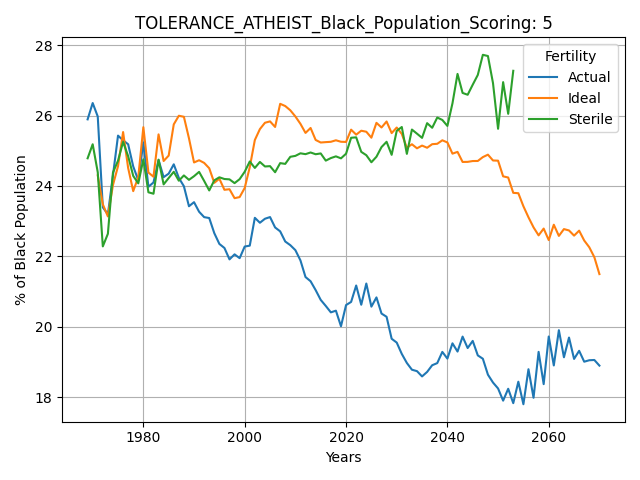 TOLERANCE_ATHEIST_Black_Population_Scoring: 5
Fertility
Actual
Ideal
Sterile
% of Black Population
28
26
24
22
20
18
1980
2000
2020
2040
2060
Years